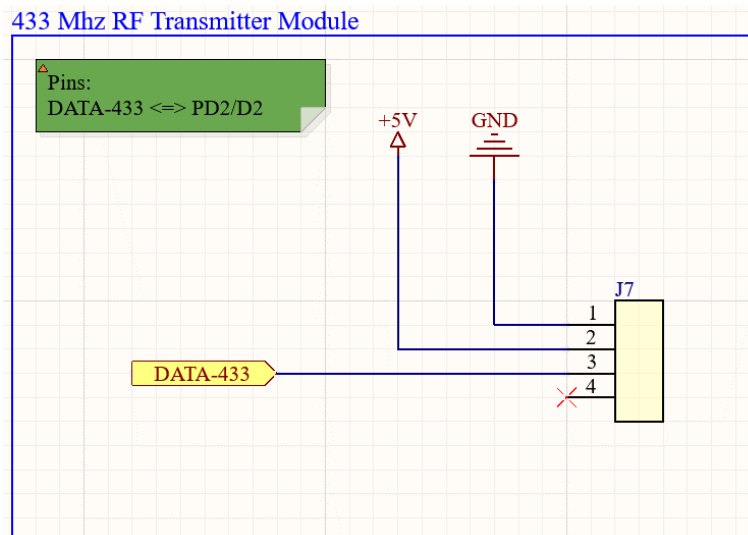 433 Mhz RF Transmitter Module
Pins:
DATA-433 <=> PD2/D2
+5V
GND
J7
1
2
3
4
DATA-433